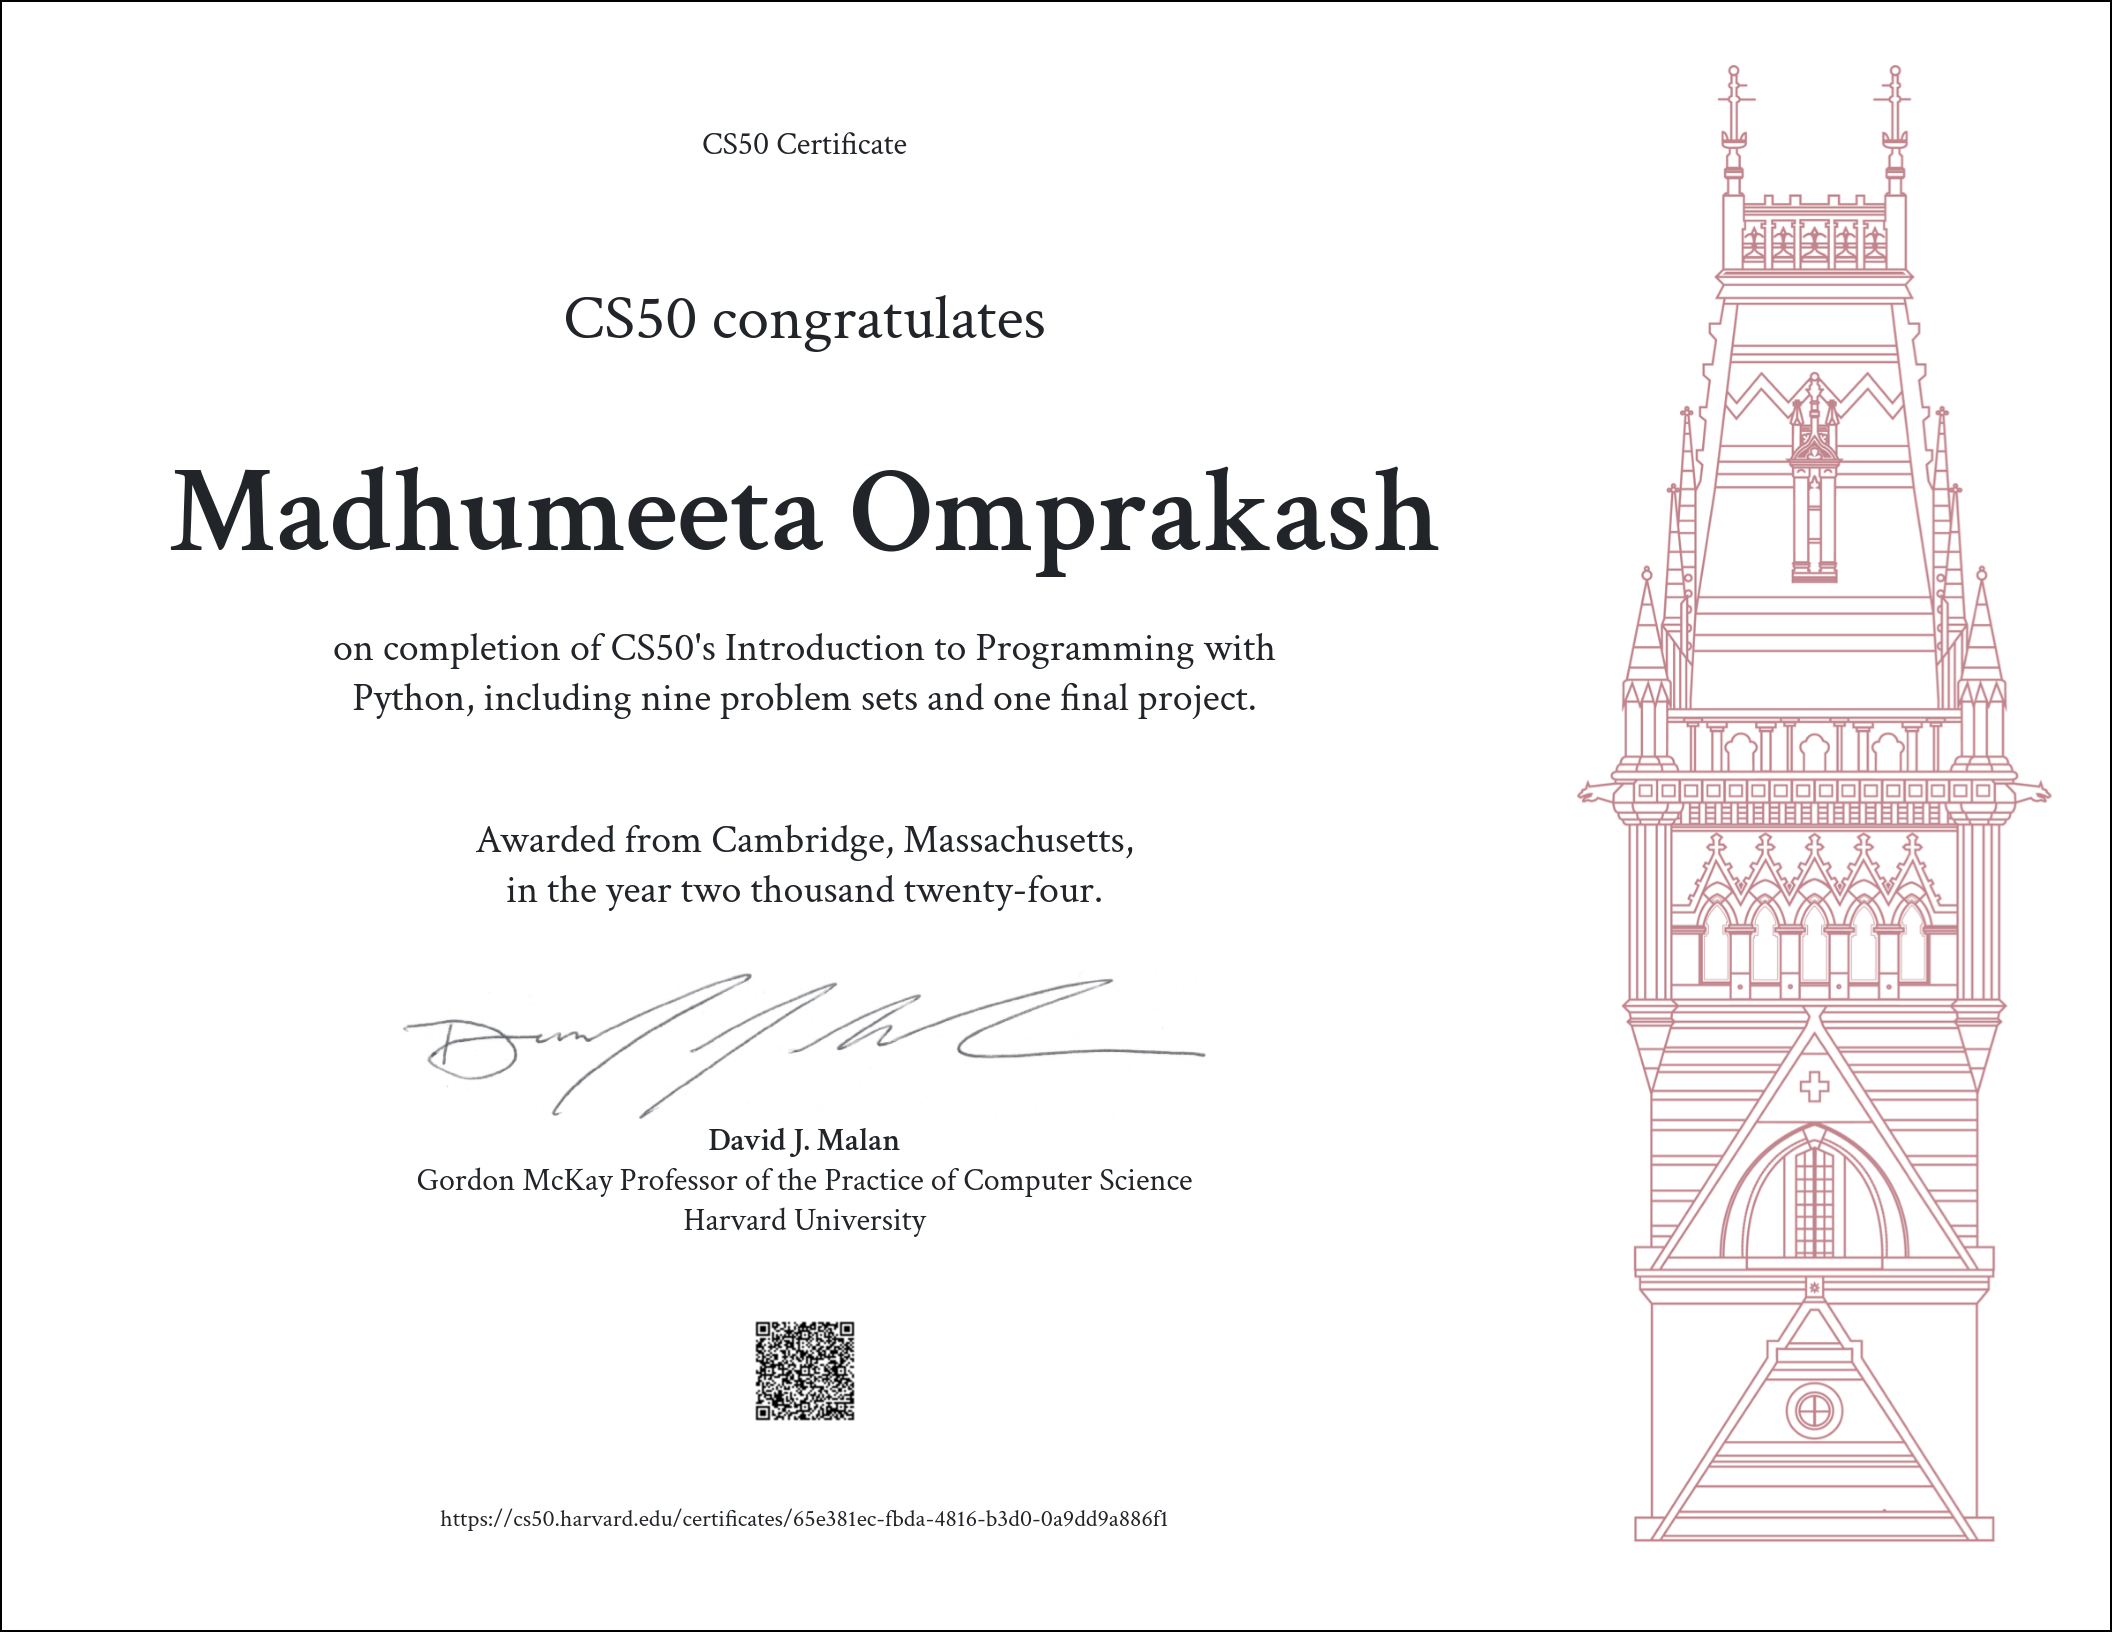 CS50 Certificate
CS50 congratulates
Madhumeeta Omprakash
on completion of CS50's Introduction to Programming with
Python, including nine problem sets and one final project.
Awarded from Cambridge, Massachusetts,
in the year two thousand twenty-four.
David J. Malan
Gordon McKay Professor of the Practice of Computer Science
Harvard University
https://cs50.harvard.edu/certificates/65e381ec-fbda-4816-b3d0-0a9dd9a886f1